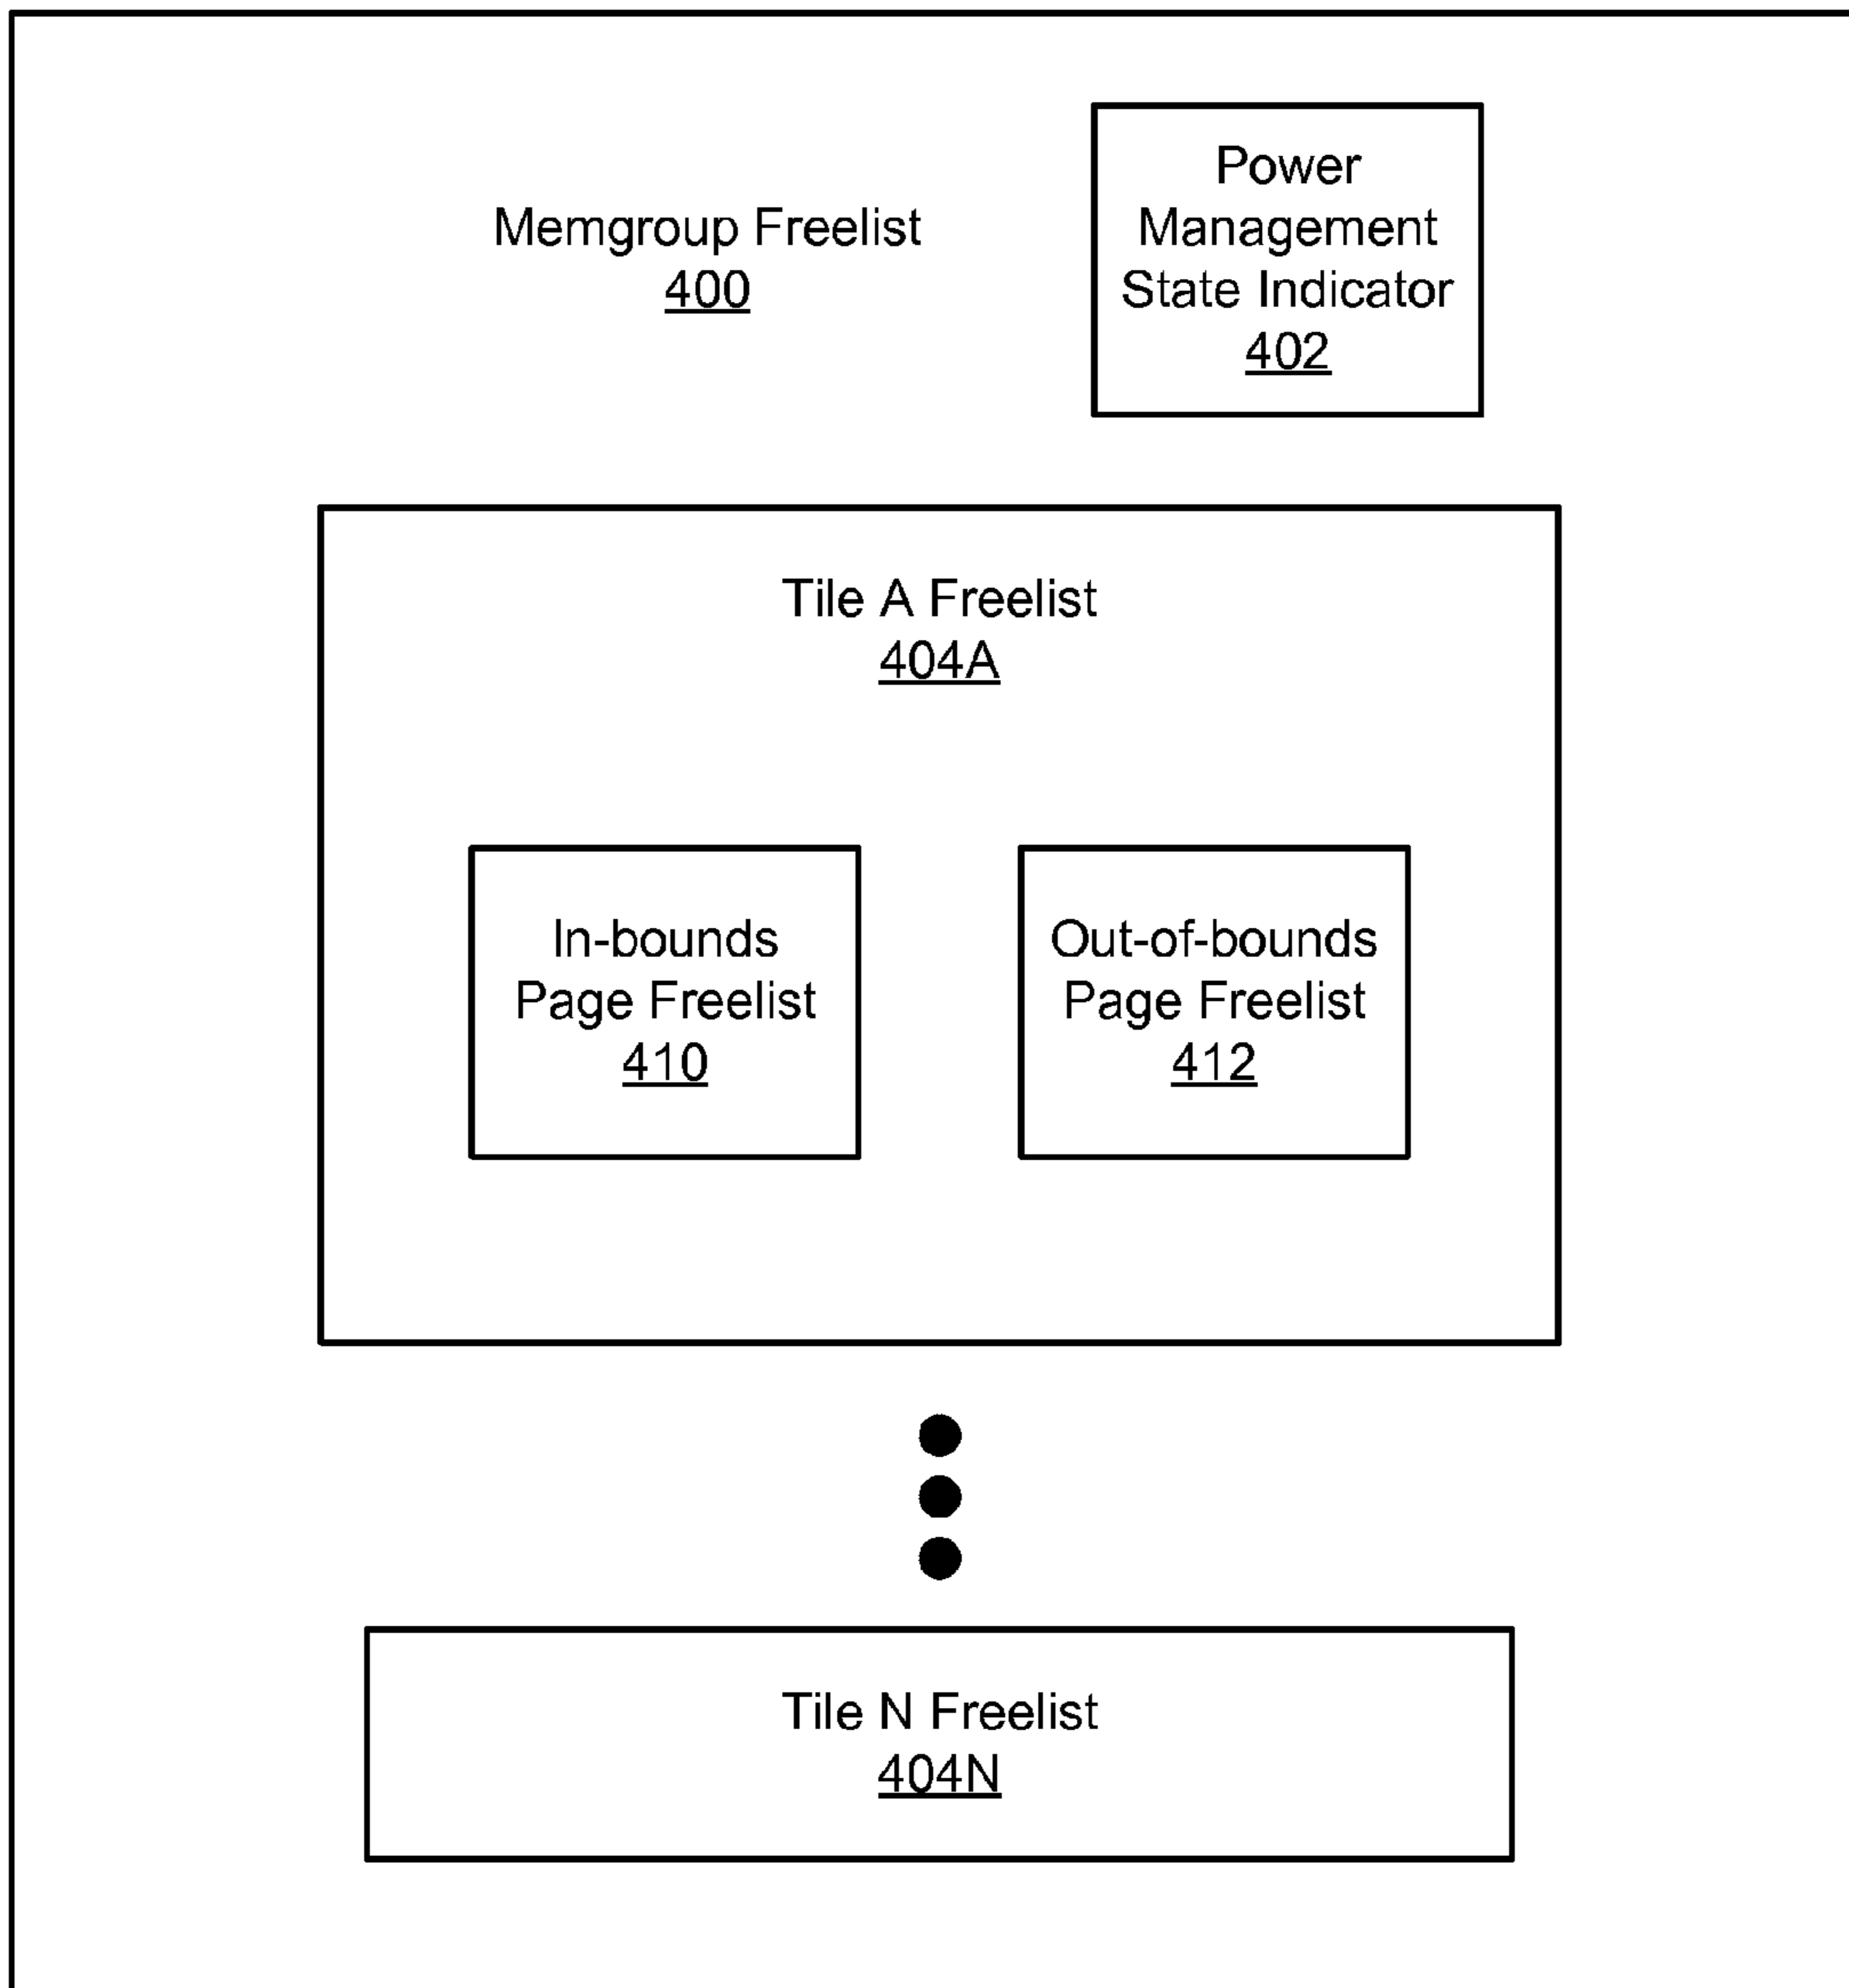 Memgroup Freelist
400
Power
Management
State Indicator
402
Tile A Freelist
404A
In-bounds
Page Freelist
410
Out-of-bounds
Page Freelist
412
Tile N Freelist
404N